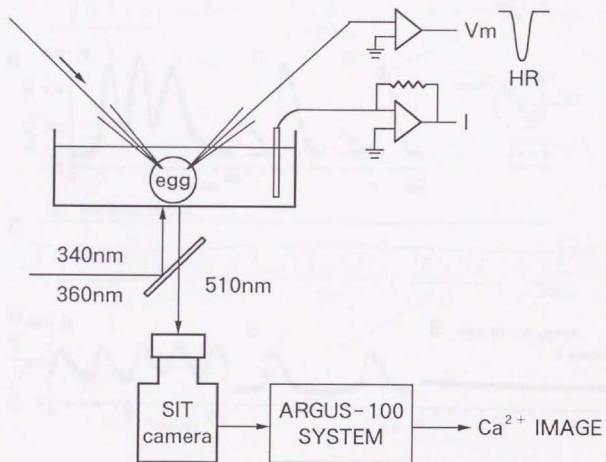 Vm
HR
I
egg
340nm
360nm
510nm
SIT
camera
ARGUS-100
SYSTEM
Ca²⁺ IMAGE